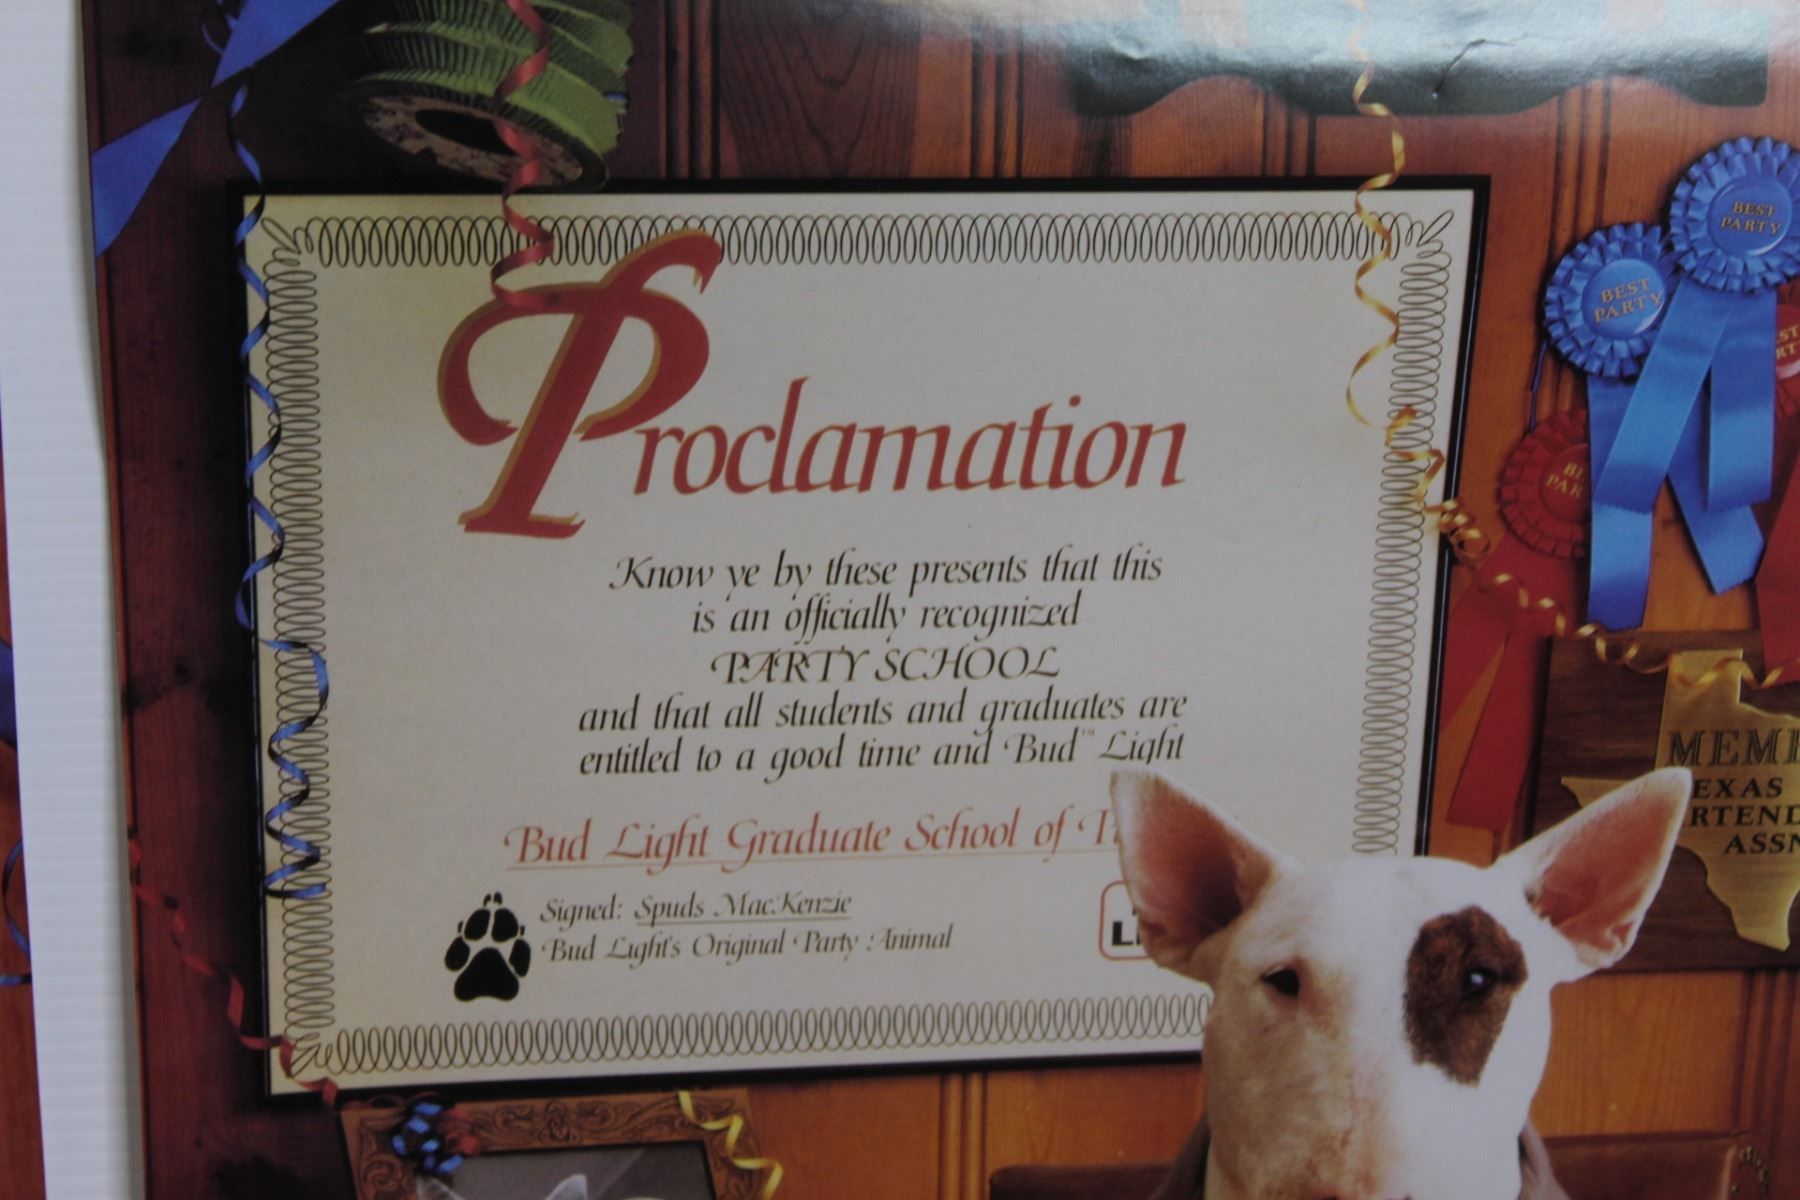 Proclamation
Know ye by these presents that this
is an officially recognized
PARTY SCHOOL
and that all students and graduates are
entitled to a good time and Bud™ Light
Bud Light Graduate School of
Signed: Spuds MacKenzie
Bud Light's Original Party Animal
BEST
PARTY
BEST
PARTY
TEXAS
ASSN